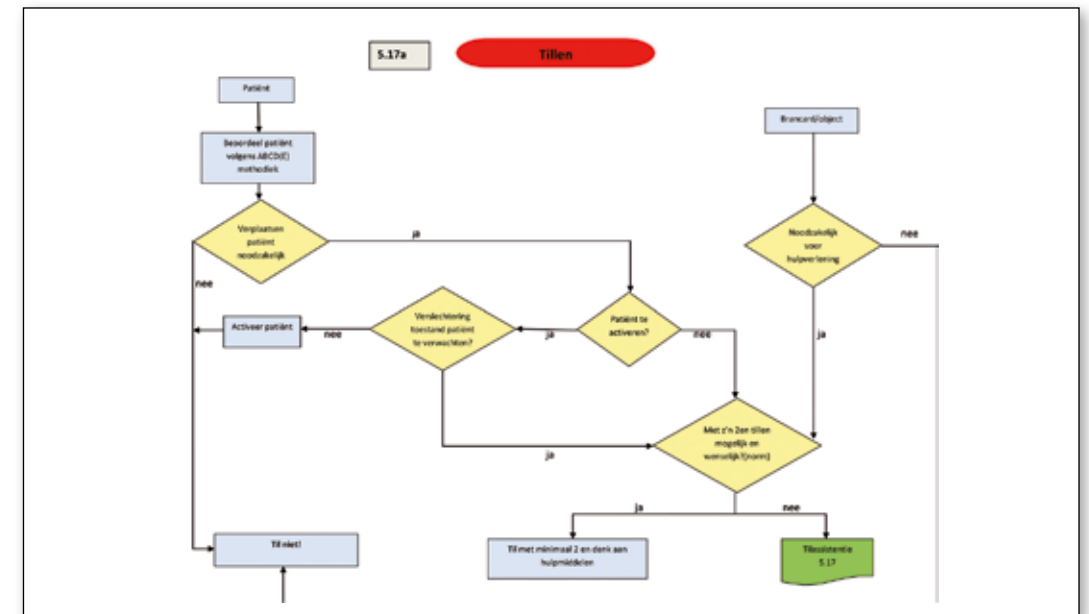 5.17a
Tillen
Patiënt
Brancard/object
Beoordeel patiënt
volgens ABCD(E)
methodiek
Verplaatsen
patiënt
noodzakelijk
ja
nee
Noodzakelijk
voor
hulpverlening
nee
ja
Patiënt te
activeren?
ja
nee
Verslechtering
toestand patiënt
te verwachten?
nee
ja
Activeer patiënt
Met z'n 2en tillen
mogelijk en
wenselijk?(norm)
ja
nee
Til niet!
Til met minimaal 2 en denk aan
hulpmiddelen
Tilassistentie
5.17